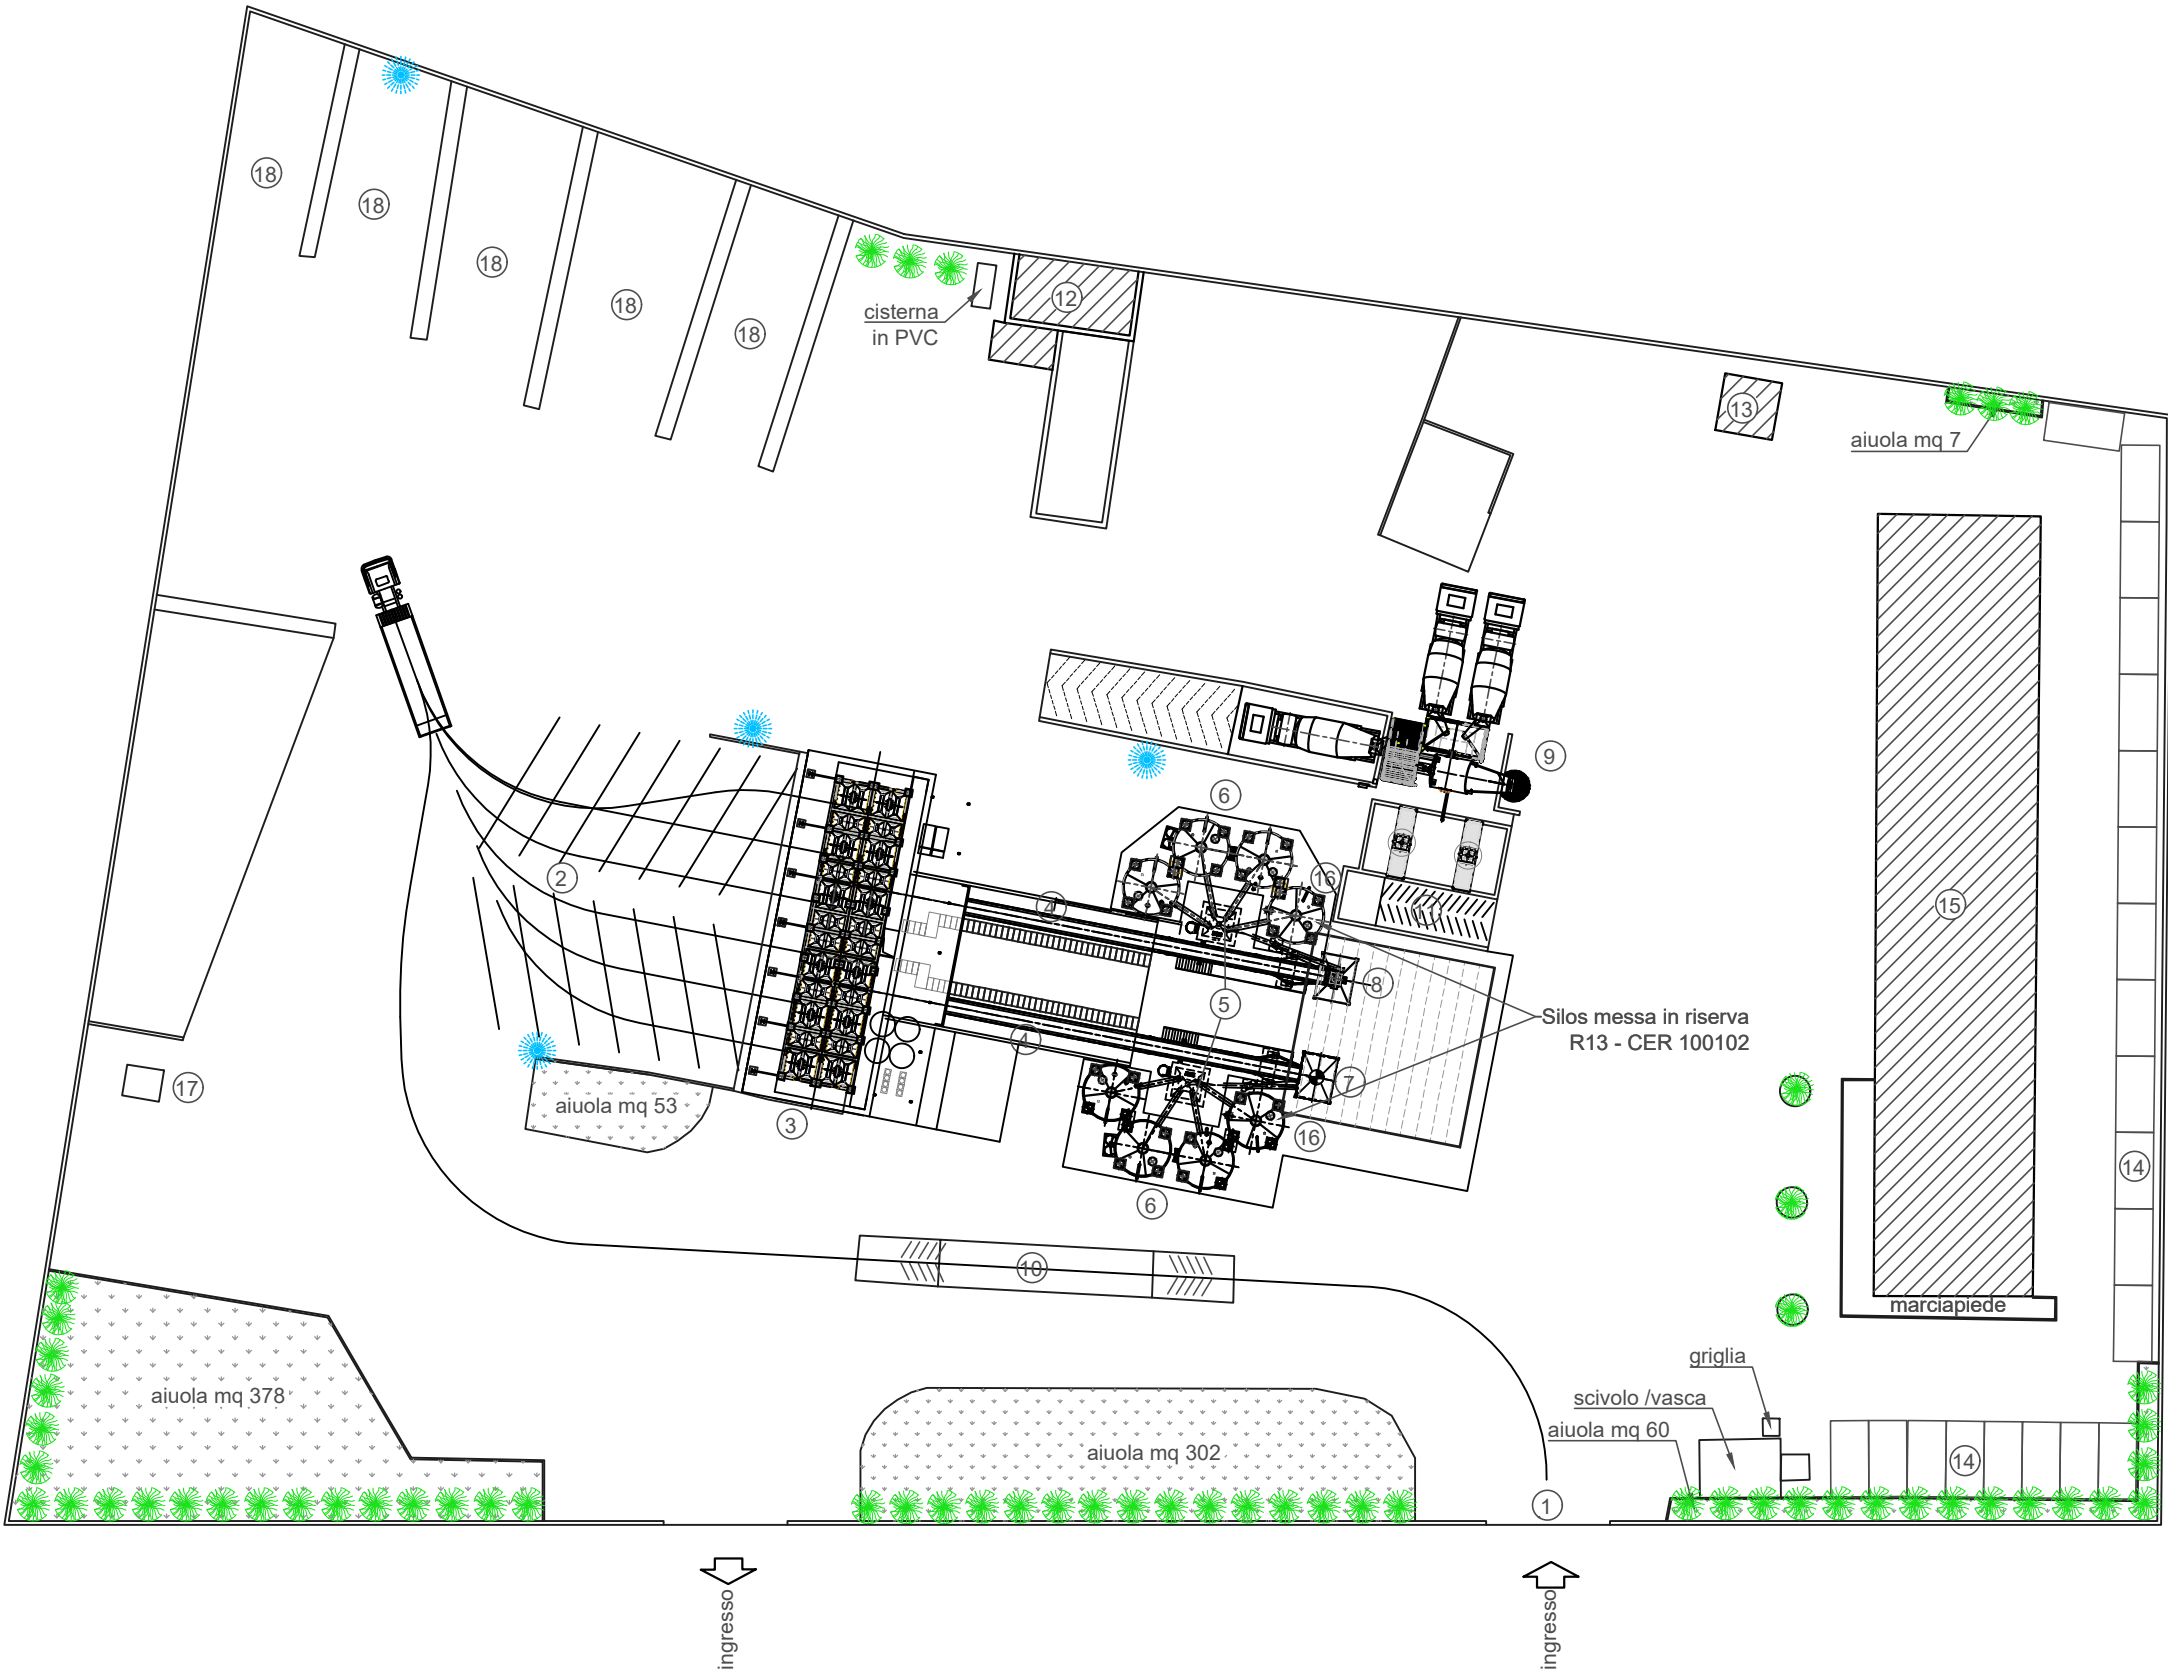 18
18
18
18
18
cisterna
in PVC
12
13
aiuola mq 7
9
6
2
16
4
11
15
8
5
Silos messa in riserva
R13 - CER 100102
4
7
17
aiuola mq 53
3
16
14
6
10
marciapiede
griglia
aiuola mq 378
scivolo /vasca
aiuola mq 60
aiuola mq 302
14
1
ingresso
ingresso